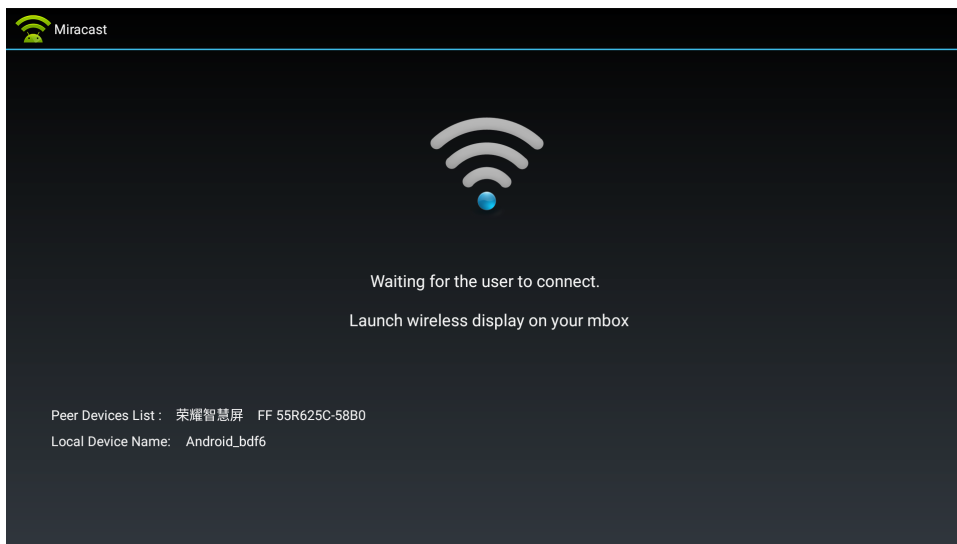 Miracast
Waiting for the user to connect.
Launch wireless display on your mbox
Peer Devices List : 荣耀智慧屏 FF 55R625C-58B0
Local Device Name: Android_bdf6